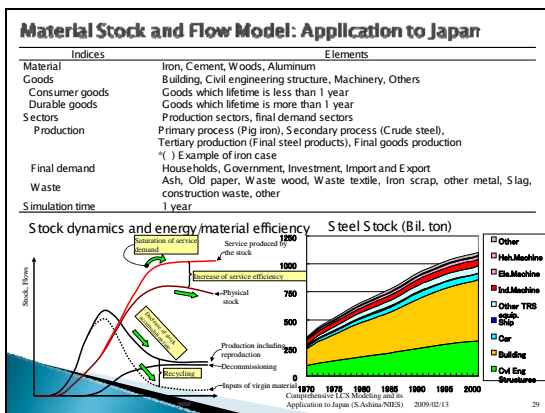 Material Stock and Flow Model: Application to Japan
Indices Elements
Material Iron, Cement, Woods, Aluminum
Goods Building, Civil engineering structure, Machinery, Others
Consumer goods Goods which lifetime is less than 1 year
Durable goods Goods which lifetime is more than 1 year
Sectors Production sectors, final demand sectors
Production Primary process (Pig iron), Secondary process (Crude steel),
Tertiary production (Final steel products), Final goods production
*( ) Example of iron case
Final demand Households, Government, Investment, Import and Export
Waste Ash, Old paper, Waste wood, Waste textile, Iron scrap, other metal, Slag,
construction waste, other
Simulation time 1 year
Stock dynamics and energy/material efficiency
Saturation of service
demand
Service produced by
the stock
Increase of service efficiency
Physical
stock
Decrease of stock
accumulation rate
Production including
reproduction
Decommissioning
Recycling
Inputs of virgin material
Stock, Flows
Steel Stock (Bil. ton)
1250
1000
750
500
250
0
1970 1975 1980 1985 1990 1995 2000
Other
Hsh.Machine
Ele.Machine
Ind.Machine
Other TRS
equip.
Ship
Car
Building
Civl Eng
Structures
Comprehensive LCS Modeling and its
Application to Japan (S.Ashina/NIES) 2009/02/13 29